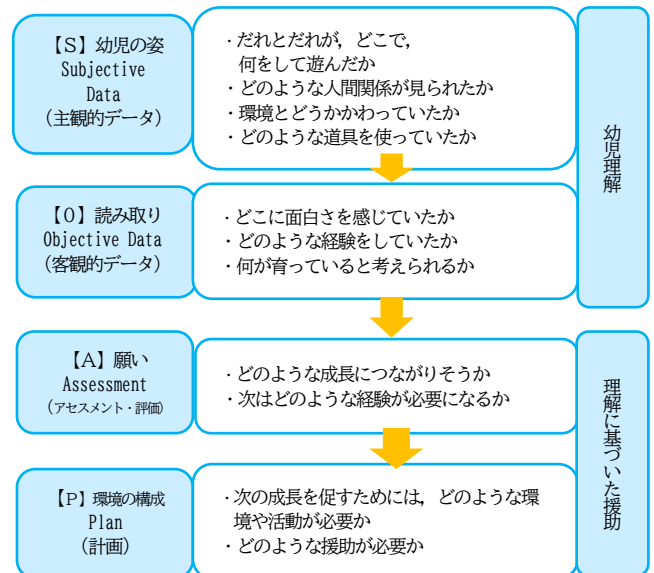 【S】幼児の姿
Subjective
Data
（主観的データ）
・だれとだれが，どこで，
何をして遊んだか
・どのような人間関係が見られたか
・環境とどうかかわっていたか
・どのような道具を使っていたか
幼児理解
【O】読み取り
Objective Data
（客観的データ）
・どこに面白さを感じていたか
・どのような経験をしていたか
・何が育っていると考えられるか
【A】願い
Assessment
（アセスメント・評価）
・どのような成長につながりそうか
・次はどのような経験が必要になるか
理解に基づいた援助
【P】環境の構成
Plan
（計画）
・次の成長を促すためには，どのような環
境や活動が必要か
・どのような援助が必要か